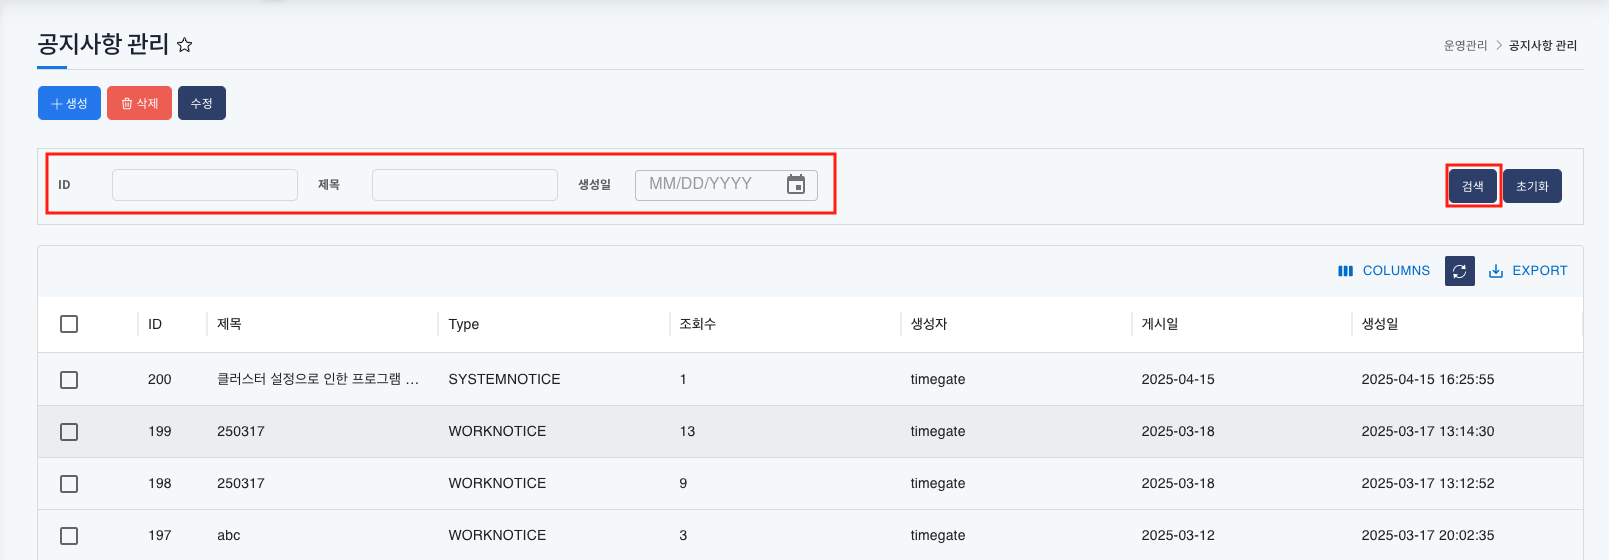 공지사항 관리
운영관리 > 공지사항 관리
생성 삭제 수정
ID 제목 생성일 MM/DD/YYYY 검색 초기화
COLUMNS EXPORT
ID 제목 Type 조회수 생성자 게시일 생성일
200 클러스터 설정으로 인한 프로그램 ... SYSTEMNOTICE 1 timegate 2025-04-15 2025-04-15 16:25:55
199 250317 WORKNOTICE 13 timegate 2025-03-18 2025-03-17 13:14:30
198 250317 WORKNOTICE 9 timegate 2025-03-18 2025-03-17 13:12:52
197 abc WORKNOTICE 3 timegate 2025-03-12 2025-03-17 20:02:35